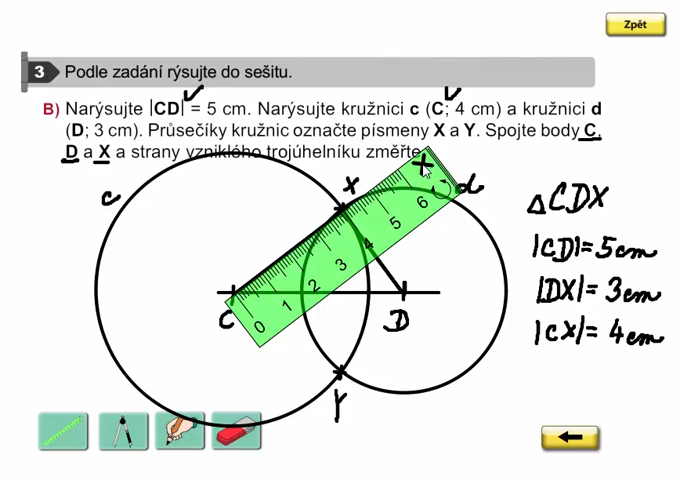 Zpět
3 Podle zadání rýsujte do sešitu.
B) Narýsujte |CD| = 5 cm. Narýsujte kružnici c (C; 4 cm) a kružnici d
(D; 3 cm). Průsečíky kružnic označte písmeny X a Y. Spojte body C,
D a X a strany vzniklého trojúhelníku změřte.
c
X
d
C
D
Y
0 1 2 3 4 5 6
△CDX
|CD| = 5cm
|DX| = 3cm
|CX| = 4cm